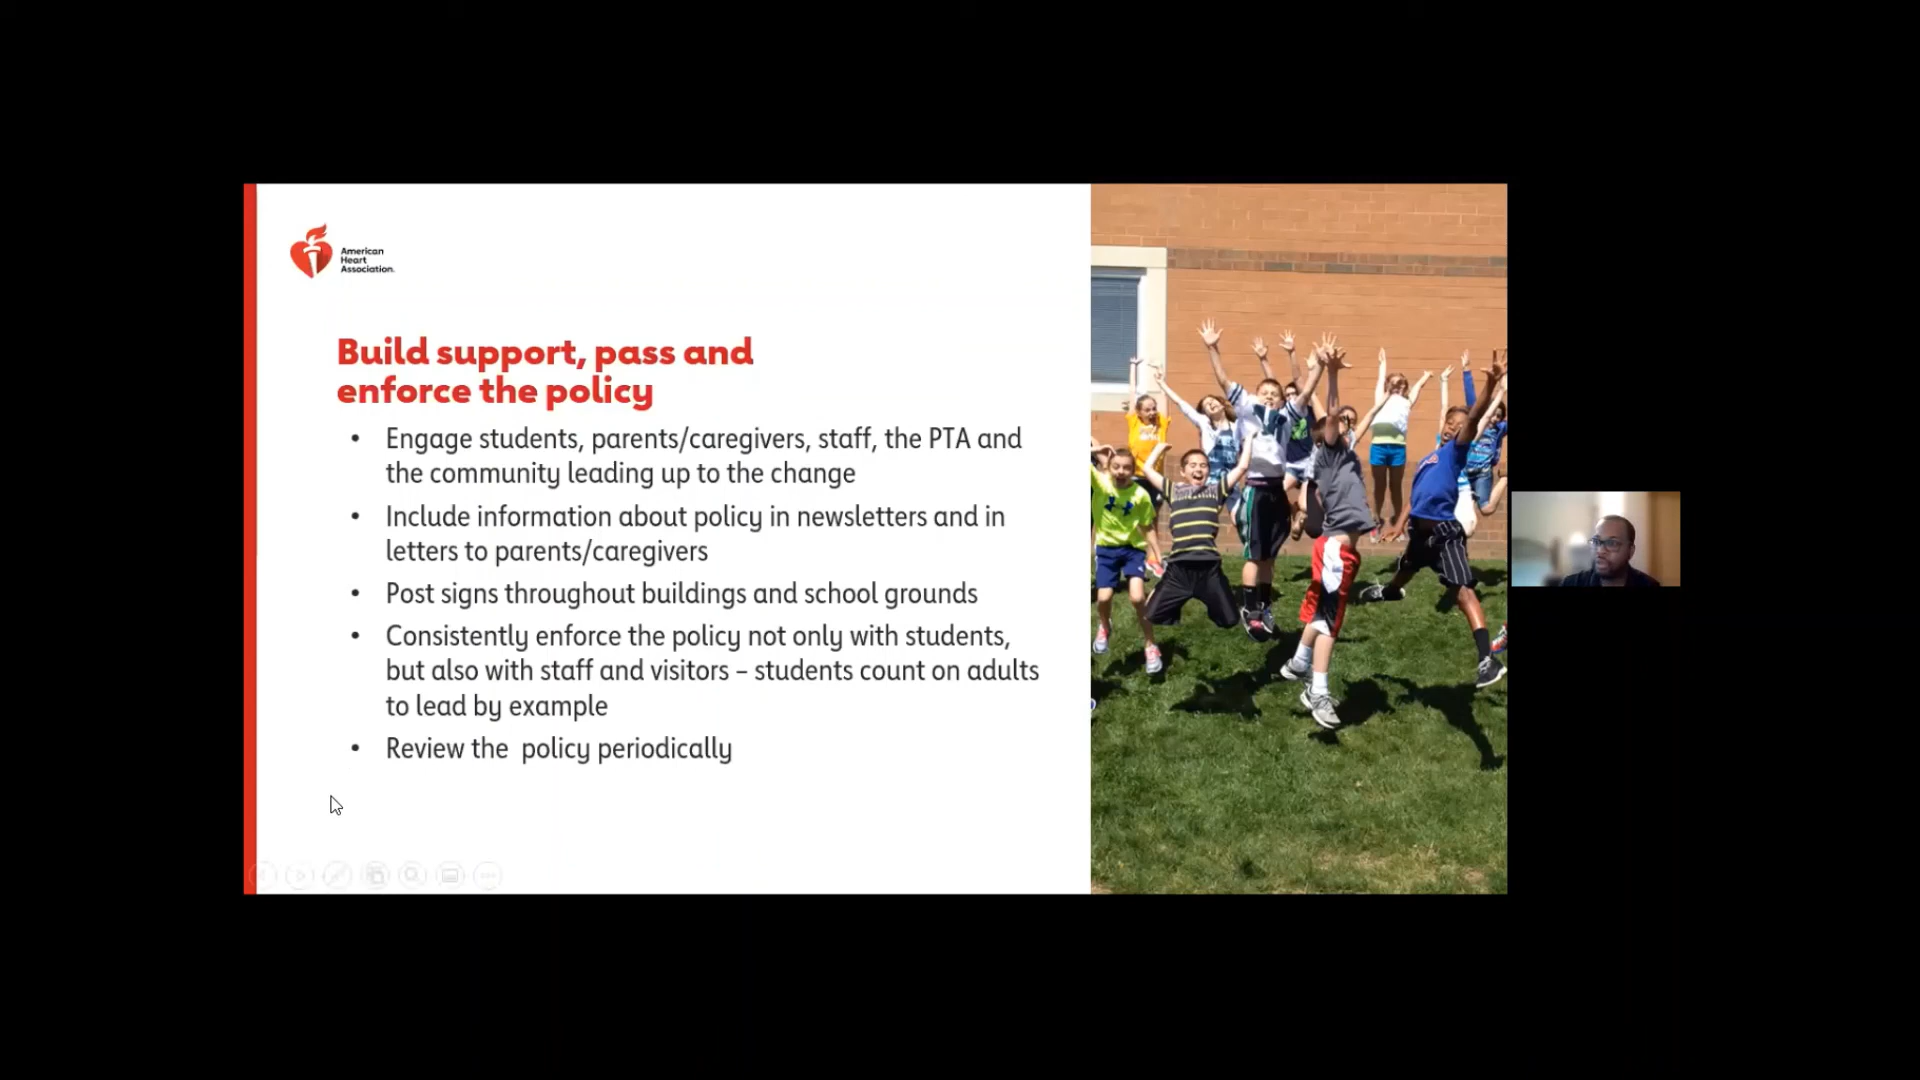 American
Heart
Association.
Build support, pass and
enforce the policy
• Engage students, parents/caregivers, staff, the PTA and
the community leading up to the change
• Include information about policy in newsletters and in
letters to parents/caregivers
• Post signs throughout buildings and school grounds
• Consistently enforce the policy not only with students,
but also with staff and visitors – students count on adults
to lead by example
• Review the  policy periodically